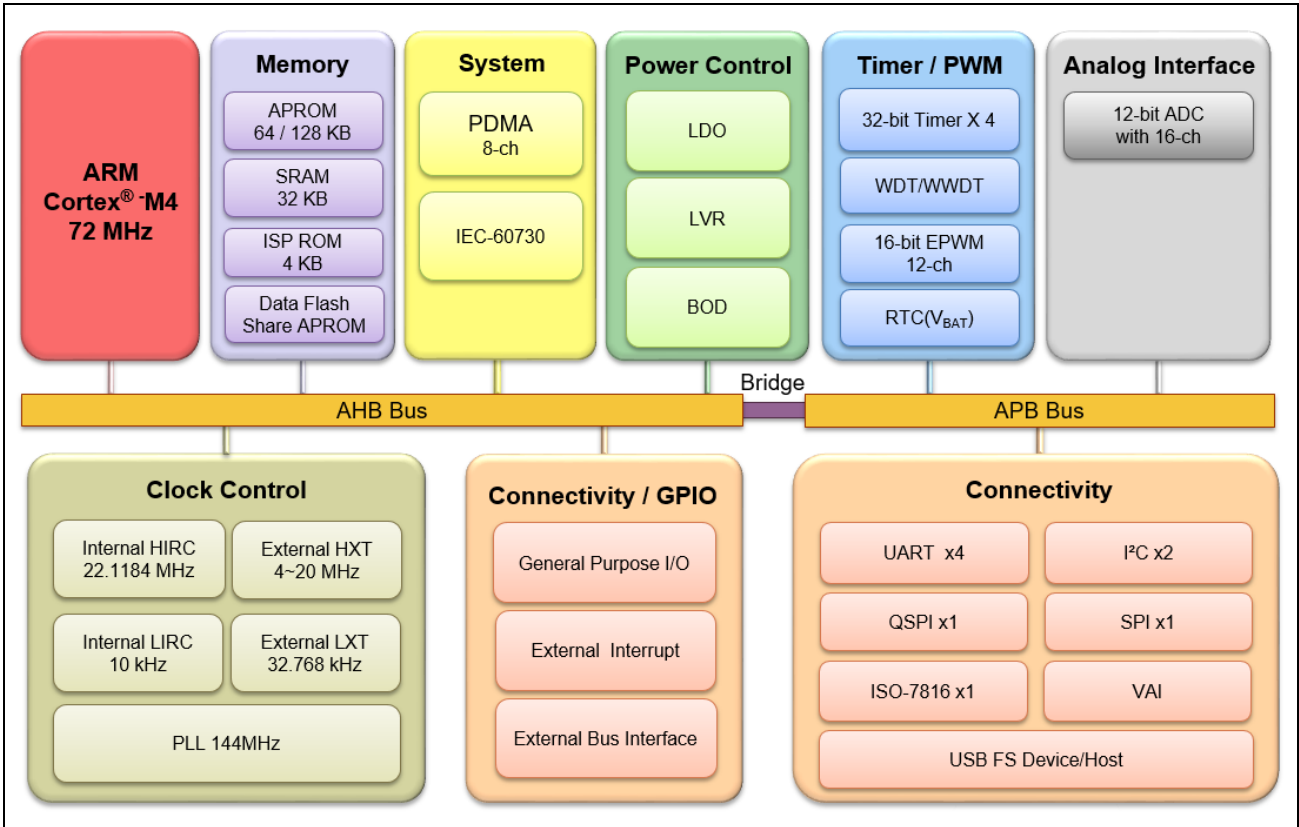 ARM
Cortex® -M4
72 MHz
Memory
APROM
64 / 128 KB
SRAM
32 KB
ISP ROM
4 KB
Data Flash
Share APROM
System
PDMA
8-ch
IEC-60730
Power Control
LDO
LVR
BOD
Timer / PWM
32-bit Timer X 4
WDT/WWDT
16-bit EPWM
12-ch
RTC(VBAT)
Analog Interface
12-bit ADC
with 16-ch
AHB Bus
Bridge
APB Bus
Clock Control
Internal HIRC
22.1184 MHz
External HXT
4~20 MHz
Internal LIRC
10 kHz
External LXT
32.768 kHz
PLL 144MHz
Connectivity / GPIO
General Purpose I/O
External Interrupt
External Bus Interface
Connectivity
UART x4
I²C x2
QSPI x1
SPI x1
ISO-7816 x1
VAI
USB FS Device/Host